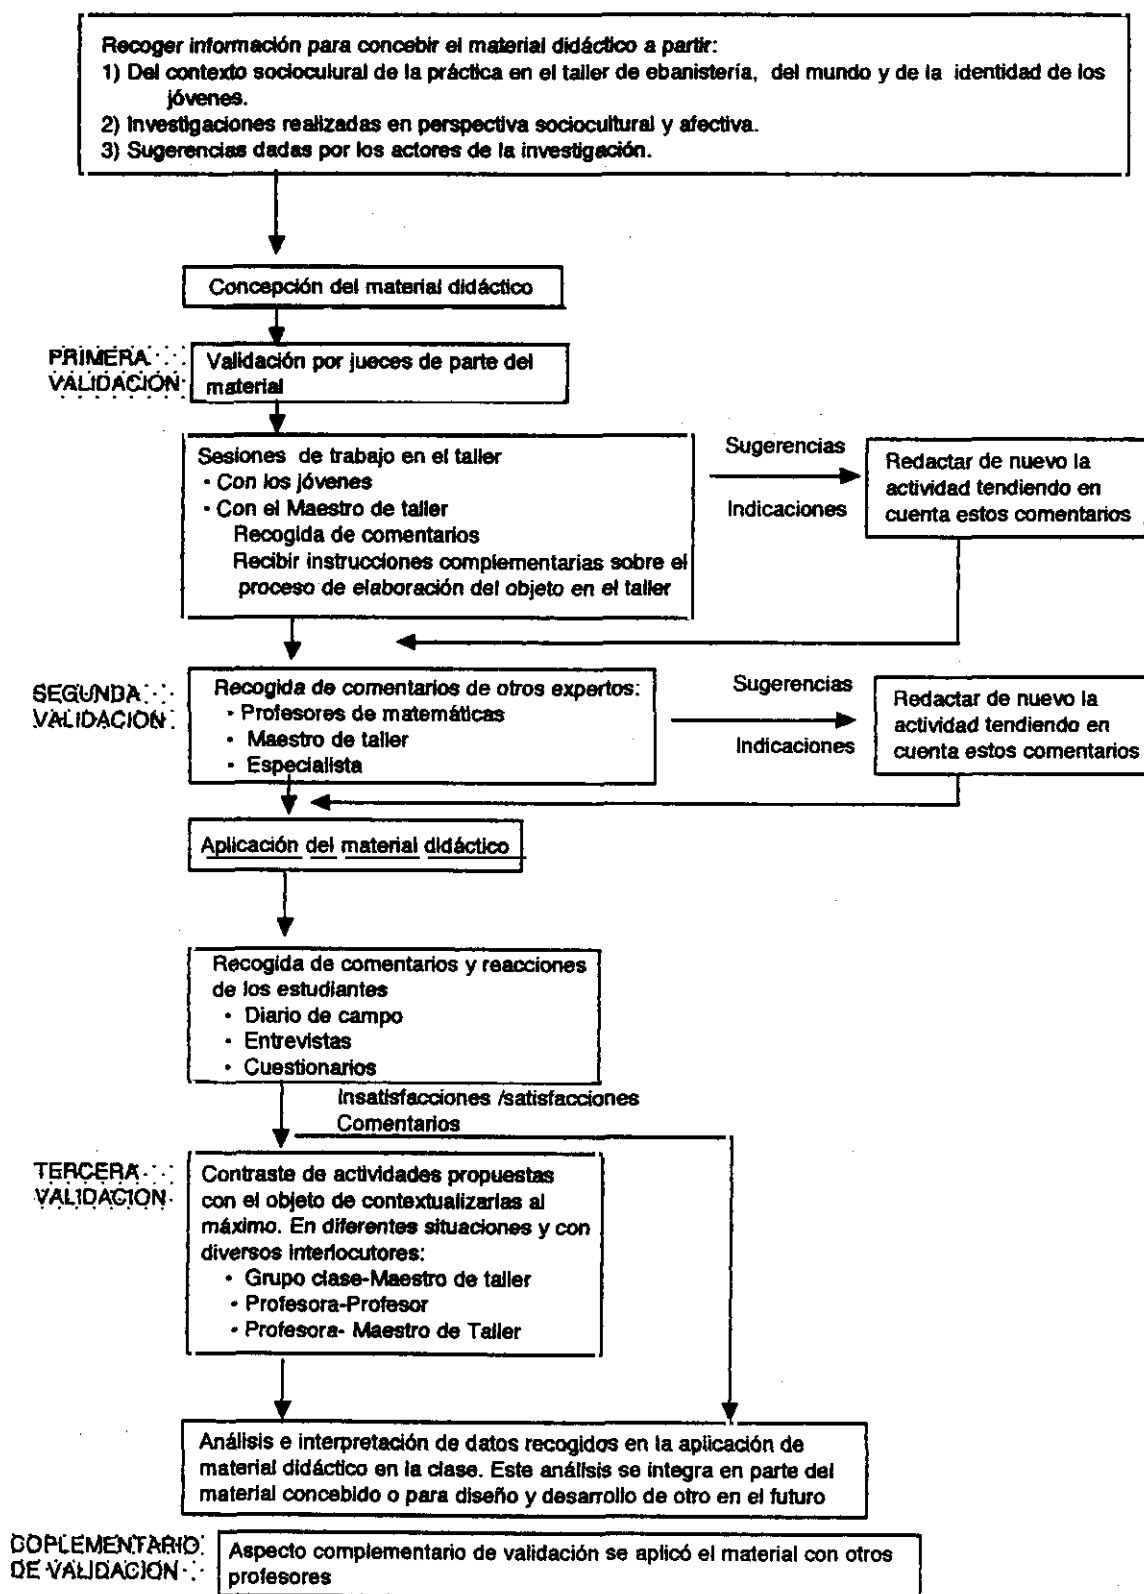 Recoger información para concebir el material didáctico a partir:
1) Del contexto sociocultural de la práctica en el taller de ebanistería, del mundo y de la identidad de los
jóvenes.
2) Investigaciones realizadas en perspectiva sociocultural y afectiva.
3) Sugerencias dadas por los actores de la investigación.
Concepción del material didáctico
PRIMERA
VALIDACIÓN
Validación por jueces de parte del
material
Sesiones de trabajo en el taller
· Con los jóvenes
· Con el Maestro de taller
Recogida de comentarios
Recibir instrucciones complementarias sobre el
proceso de elaboración del objeto en el taller
Sugerencias
Indicaciones
Redactar de nuevo la
actividad tendiendo en
cuenta estos comentarios
SEGUNDA
VALIDACION
Recogida de comentarios de otros expertos:
· Profesores de matemáticas
· Maestro de taller
· Especialista
Sugerencias
Indicaciones
Redactar de nuevo la
actividad tendiendo en
cuenta estos comentarios
Aplicación del material didáctico
Recogida de comentarios y reacciones
de los estudiantes
· Diario de campo
· Entrevistas
· Cuestionarios
Insatisfacciones /satisfacciones
Comentarios
TERCERA
VALIDACION
Contraste de actividades propuestas
con el objeto de contextualizarlas al
máximo. En diferentes situaciones y con
diversos interlocutores:
· Grupo clase-Maestro de taller
· Profesora-Profesor
· Profesora- Maestro de Taller
Análisis e interpretación de datos recogidos en la aplicación de
material didáctico en la clase. Este análisis se integra en parte del
material concebido o para diseño y desarrollo de otro en el futuro
COPLEMENTARIO
DE VALIDACION
Aspecto complementario de validación se aplicó el material con otros
profesores